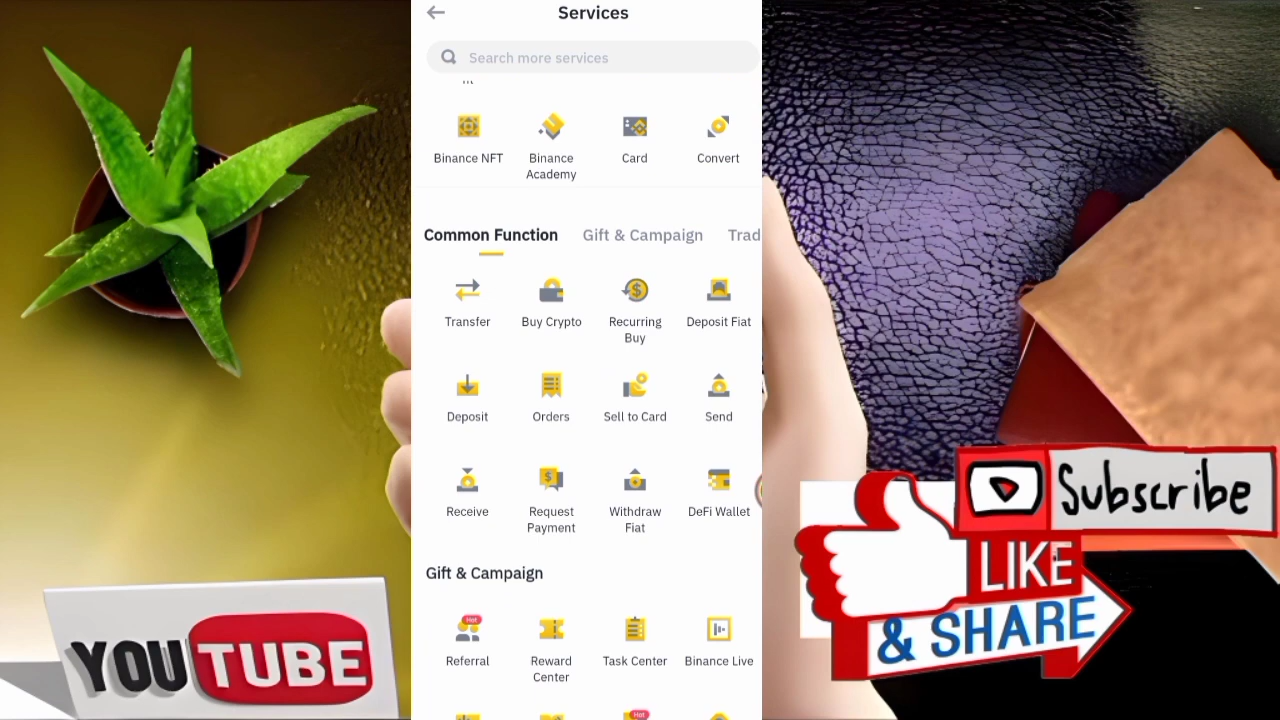 Services
Search more services
Binance NFT
Binance
Academy
Card
Convert
Common Function
Gift & Campaign
Trad
Transfer
Buy Crypto
Recurring
Buy
Deposit Fiat
Deposit
Orders
Sell to Card
Send
Receive
Request
Payment
Withdraw
Fiat
DeFi Wallet
Gift & Campaign
Hot
Referral
Reward
Center
Task Center
Binance Live
Hot
YOUTUBE
Subscribe
LIKE
& SHARE